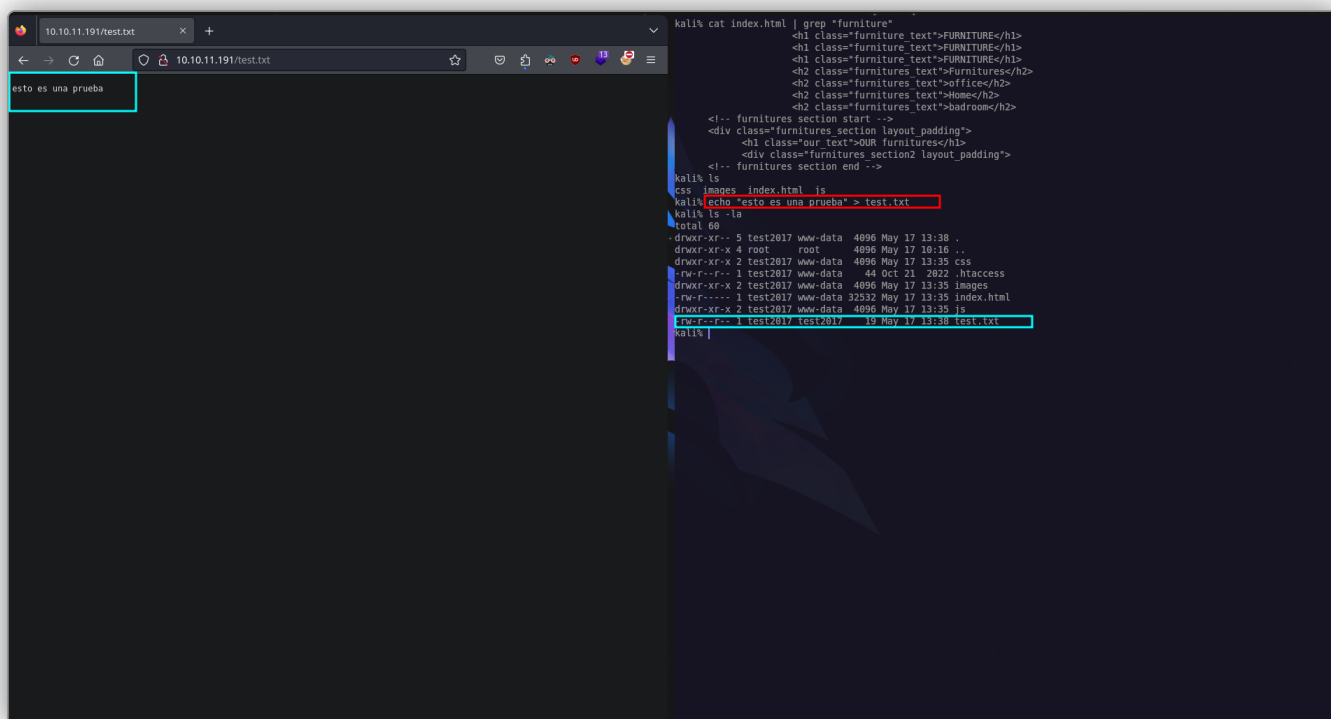 10.10.11.191/test.txt
10.10.11.191/test.txt
13
esto es una prueba
kali% cat index.html | grep "furniture"
<h1 class="furniture_text">FURNITURE</h1>
<h1 class="furniture_text">FURNITURE</h1>
<h1 class="furniture_text">FURNITURE</h1>
<h2 class="furnitures_text">Furnitures</h2>
<h2 class="furnitures_text">office</h2>
<h2 class="furnitures_text">Home</h2>
<h2 class="furnitures_text">badroom</h2>
<!-- furnitures section start -->
<div class="furnitures_section layout_padding">
<h1 class="our_text">OUR furnitures</h1>
<div class="furnitures_section2 layout_padding">
<!-- furnitures section end -->
kali% ls
css images index.html js
kali% echo "esto es una prueba" > test.txt
kali% ls -la
total 60
drwxr-xr-- 5 test2017 www-data 4096 May 17 13:38 .
drwxr-xr-x 4 root root 4096 May 17 10:16 ..
drwxr-xr-x 2 test2017 www-data 4096 May 17 13:35 css
-rw-r--r-- 1 test2017 www-data 44 Oct 21 2022 .htaccess
drwxr-xr-x 2 test2017 www-data 4096 May 17 13:35 images
-rw-r----- 1 test2017 www-data 32532 May 17 13:35 index.html
drwxr-xr-x 2 test2017 www-data 4096 May 17 13:35 js
-rw-r--r-- 1 test2017 test2017 19 May 17 13:38 test.txt
kali%